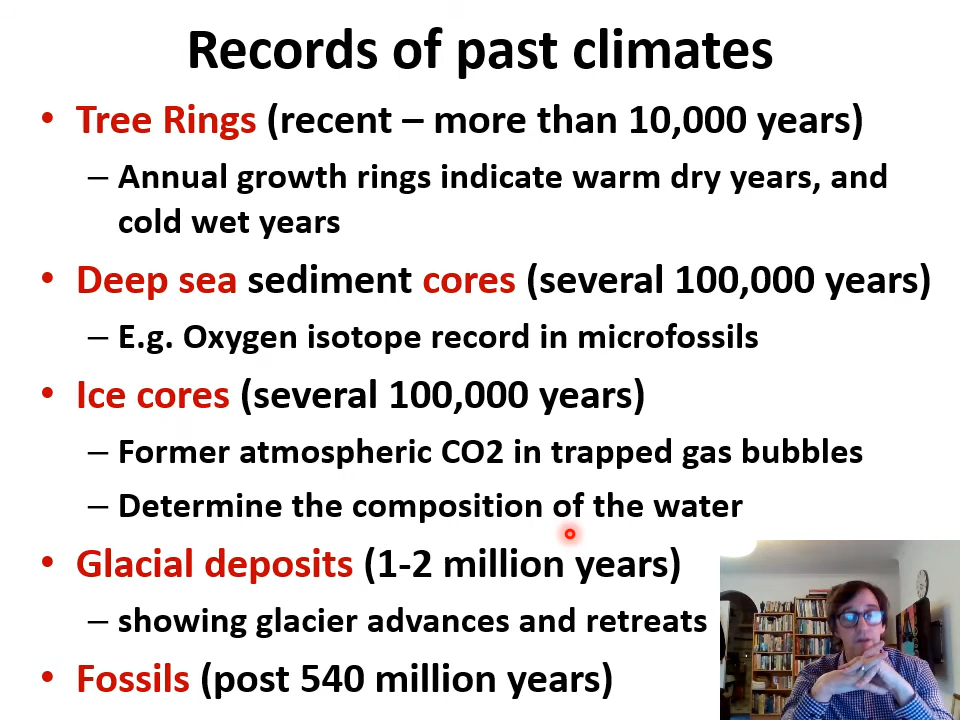 Records of past climates
• Tree Rings (recent – more than 10,000 years)
– Annual growth rings indicate warm dry years, and
cold wet years
• Deep sea sediment cores (several 100,000 years)
– E.g. Oxygen isotope record in microfossils
• Ice cores (several 100,000 years)
– Former atmospheric CO2 in trapped gas bubbles
– Determine the composition of the water
• Glacial deposits (1-2 million years)
– showing glacier advances and retreats
• Fossils (post 540 million years)